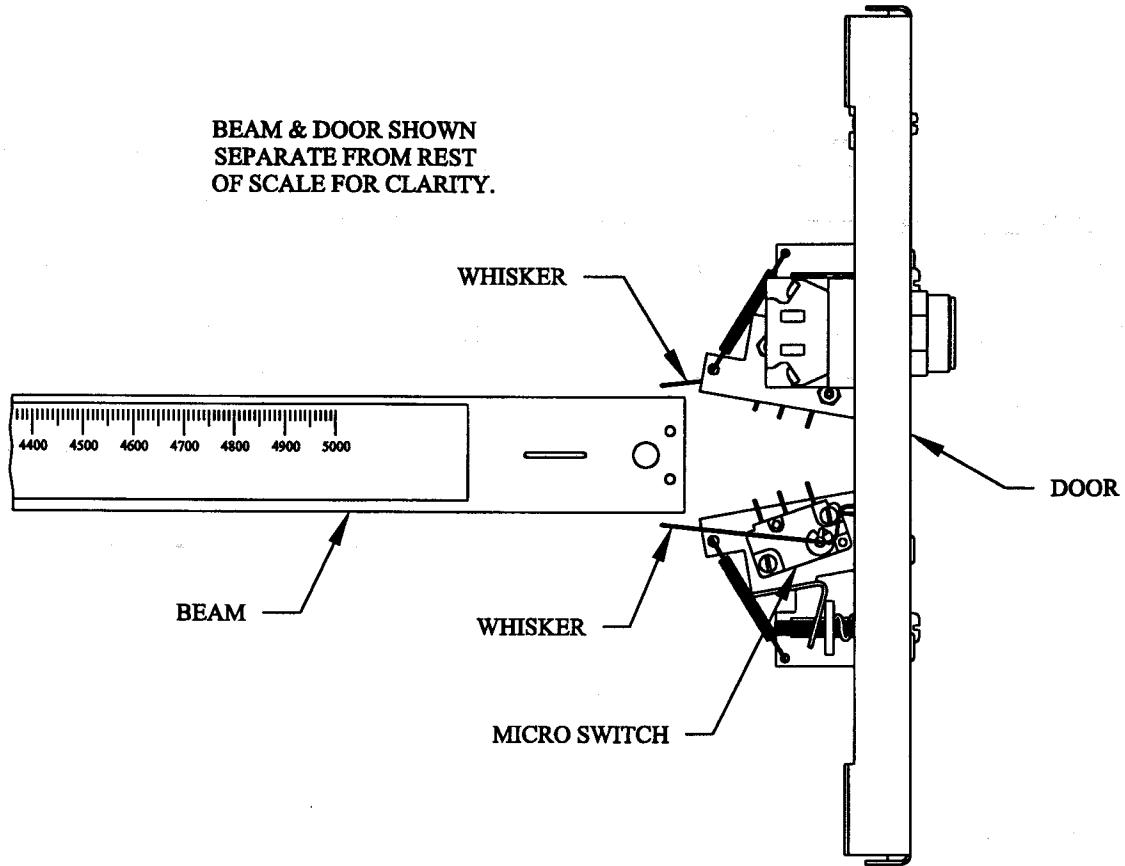 BEAM & DOOR SHOWN
SEPARATE FROM REST
OF SCALE FOR CLARITY.
WHISKER
4400 4500 4600 4700 4800 4900 5000
DOOR
BEAM
WHISKER
MICRO SWITCH